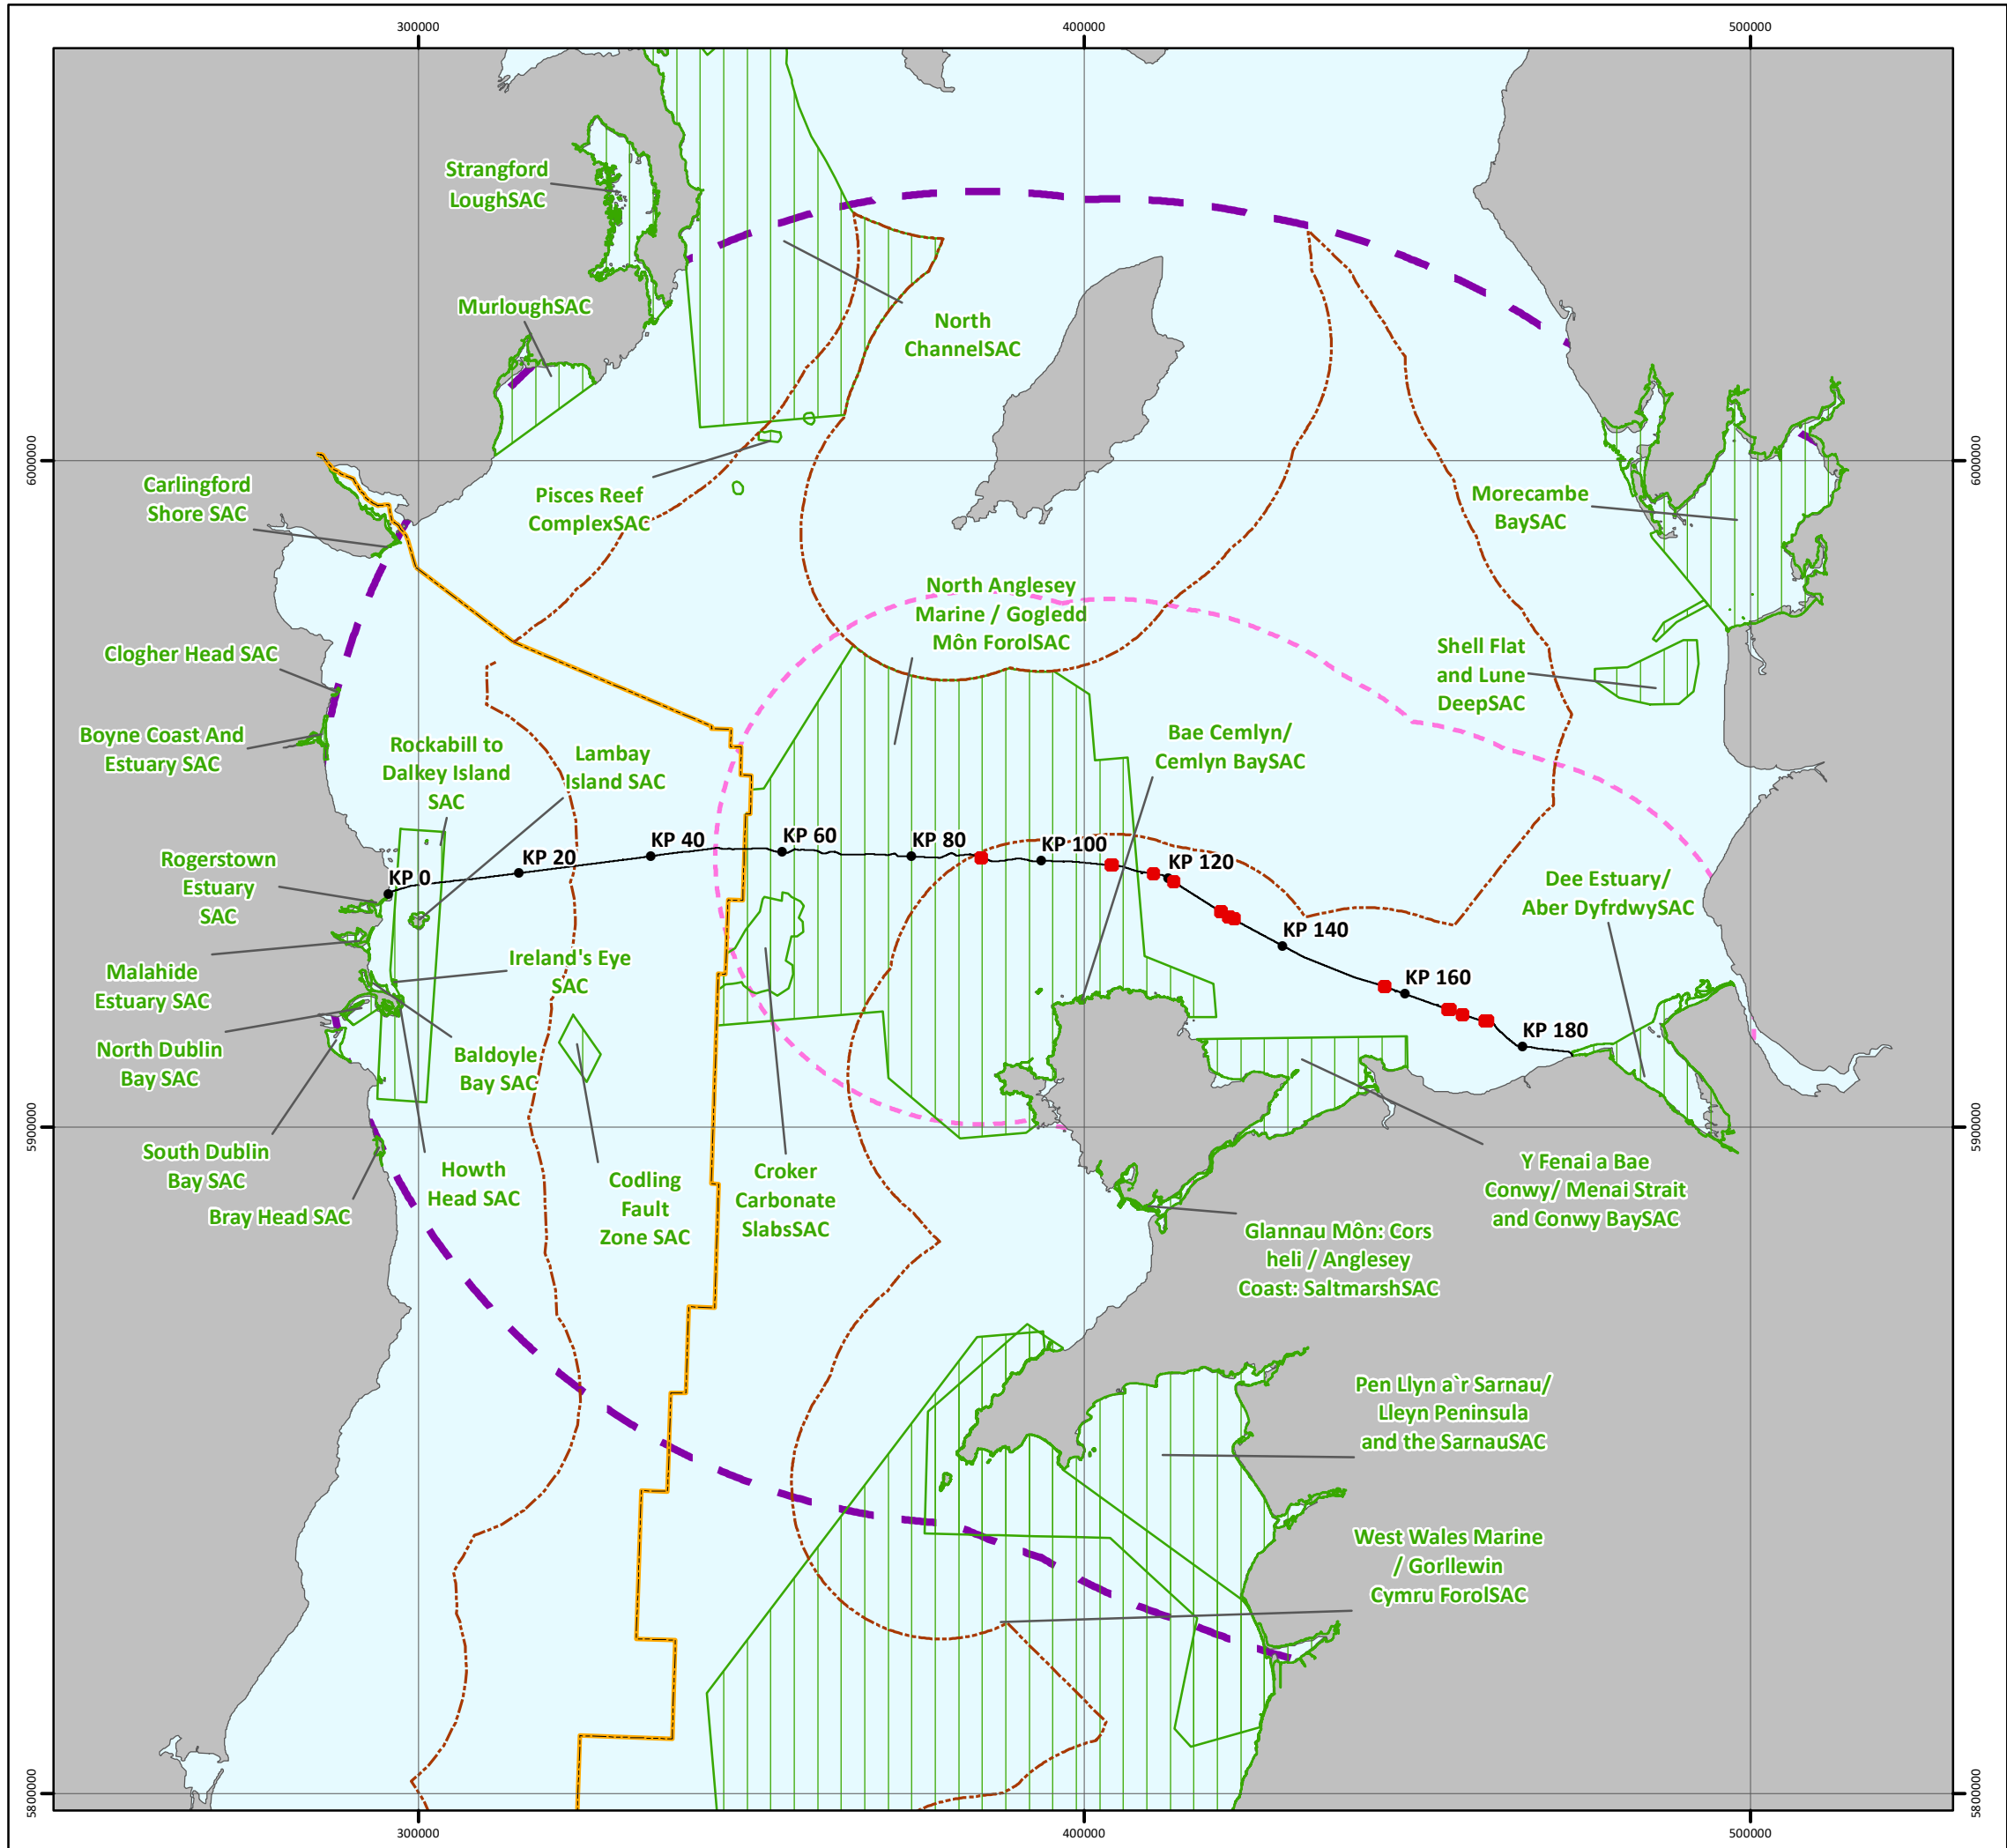 300000
400000
500000
Strangford
LoughSAC
MurloughSAC
North
ChannelSAC
6000000
6000000
Carlingford
Shore SAC
Pisces Reef
ComplexSAC
Morecambe
BaySAC
North Anglesey
Marine / Gogledd
Môn ForolSAC
Clogher Head SAC
Shell Flat
and Lune
DeepSAC
Boyne Coast And
Estuary SAC
Rockabill to
Dalkey Island
SAC
Lambay
Island SAC
Bae Cemlyn/
Cemlyn BaySAC
KP 0
KP 20
KP 40
KP 60
KP 80
KP 100
KP 120
KP 140
KP 160
KP 180
Rogerstown
Estuary
SAC
Dee Estuary/
Aber DyfrdwySAC
Malahide
Estuary SAC
Ireland's Eye
SAC
North Dublin
Bay SAC
Baldoyle
Bay SAC
5900000
5900000
South Dublin
Bay SAC
Howth
Head SAC
Bray Head SAC
Codling
Fault
Zone SAC
Croker
Carbonate
SlabsSAC
Y Fenai a Bae
Conwy/ Menai Strait
and Conwy BaySAC
Glannau Môn: Cors
heli / Anglesey
Coast: SaltmarshSAC
Pen Llyn a`r Sarnau/
Lleyn Peninsula
and the SarnauSAC
West Wales Marine
/ Gorllewin
Cymru ForolSAC
5800000
5800000
300000
400000
500000